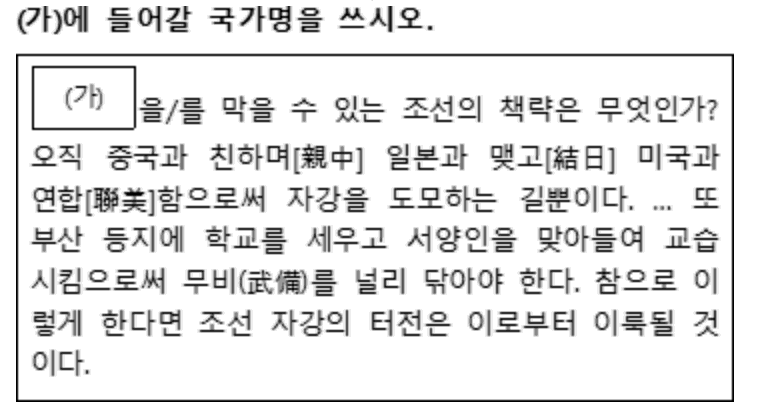 (가)에 들어갈 국가명을 쓰시오.
(가) 을/를 막을 수 있는 조선의 책략은 무엇인가?
오직 중국과 친하며[親中] 일본과 맺고[結日] 미국과
연합[聯美]함으로써 자강을 도모하는 길뿐이다. ... 또
부산 등지에 학교를 세우고 서양인을 맞아들여 교습
시킴으로써 무비(武備)를 널리 닦아야 한다. 참으로 이
렇게 한다면 조선 자강의 터전은 이로부터 이룩될 것
이다.